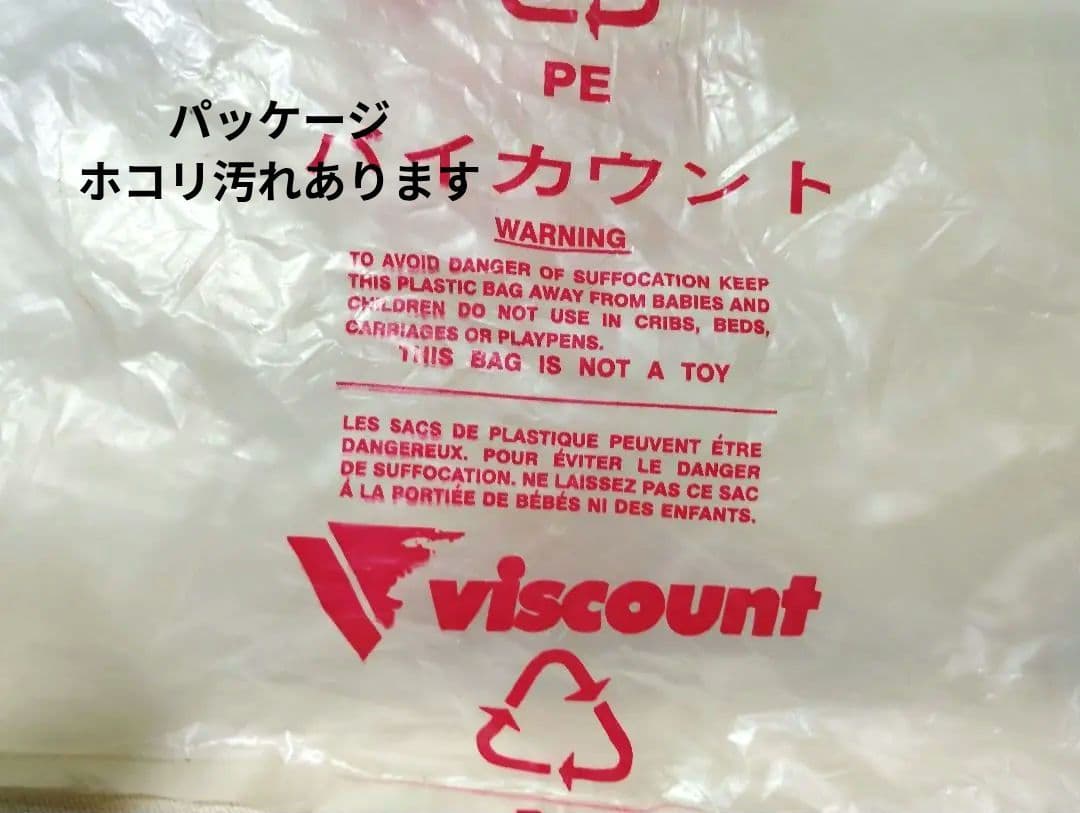 PE
パッケージ
ホコリ汚れあります
バイカウント
WARNING
TO AVOID DANGER OF SUFFOCATION KEEP
THIS PLASTIC BAG AWAY FROM BABIES AND
CHILDREN DO NOT USE IN CRIBS, BEDS,
CARRIAGES OR PLAYPENS.
THIS BAG IS NOT A TOY
LES SACS DE PLASTIQUE PEUVENT ÉTRE
DANGEREUX. POUR ÉVITER LE DANGER
DE SUFFOCATION. NE LAISSEZ PAS CE SAC
Á LA PORTIÉE DE BÉBÉS NI DES ENFANTS.
viscount